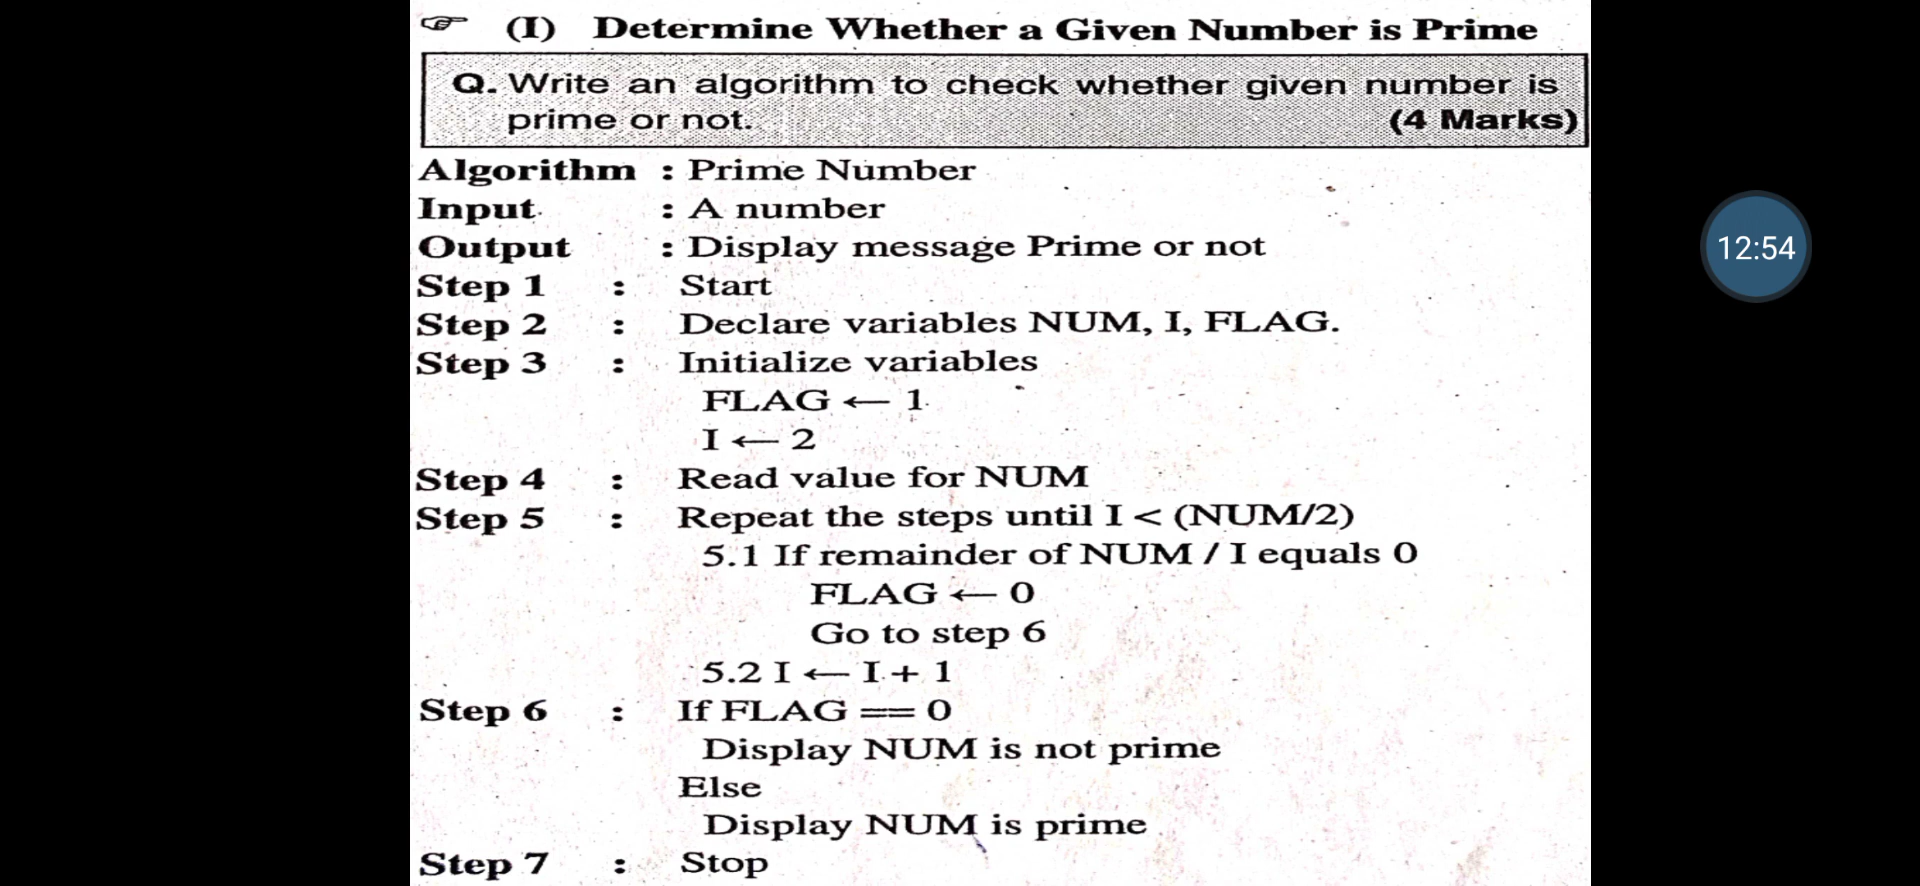 ☞ (I) Determine Whether a Given Number is Prime
Q. Write an algorithm to check whether given number is
prime or not. (4 Marks)
Algorithm : Prime Number
Input : A number
Output : Display message Prime or not
Step 1 : Start
Step 2 : Declare variables NUM, I, FLAG.
Step 3 : Initialize variables
FLAG ← 1
I ← 2
Step 4 : Read value for NUM
Step 5 : Repeat the steps until I < (NUM/2)
5.1 If remainder of NUM / I equals 0
FLAG ← 0
Go to step 6
5.2 I ← I + 1
Step 6 : If FLAG == 0
Display NUM is not prime
Else
Display NUM is prime
Step 7 : Stop
12:54